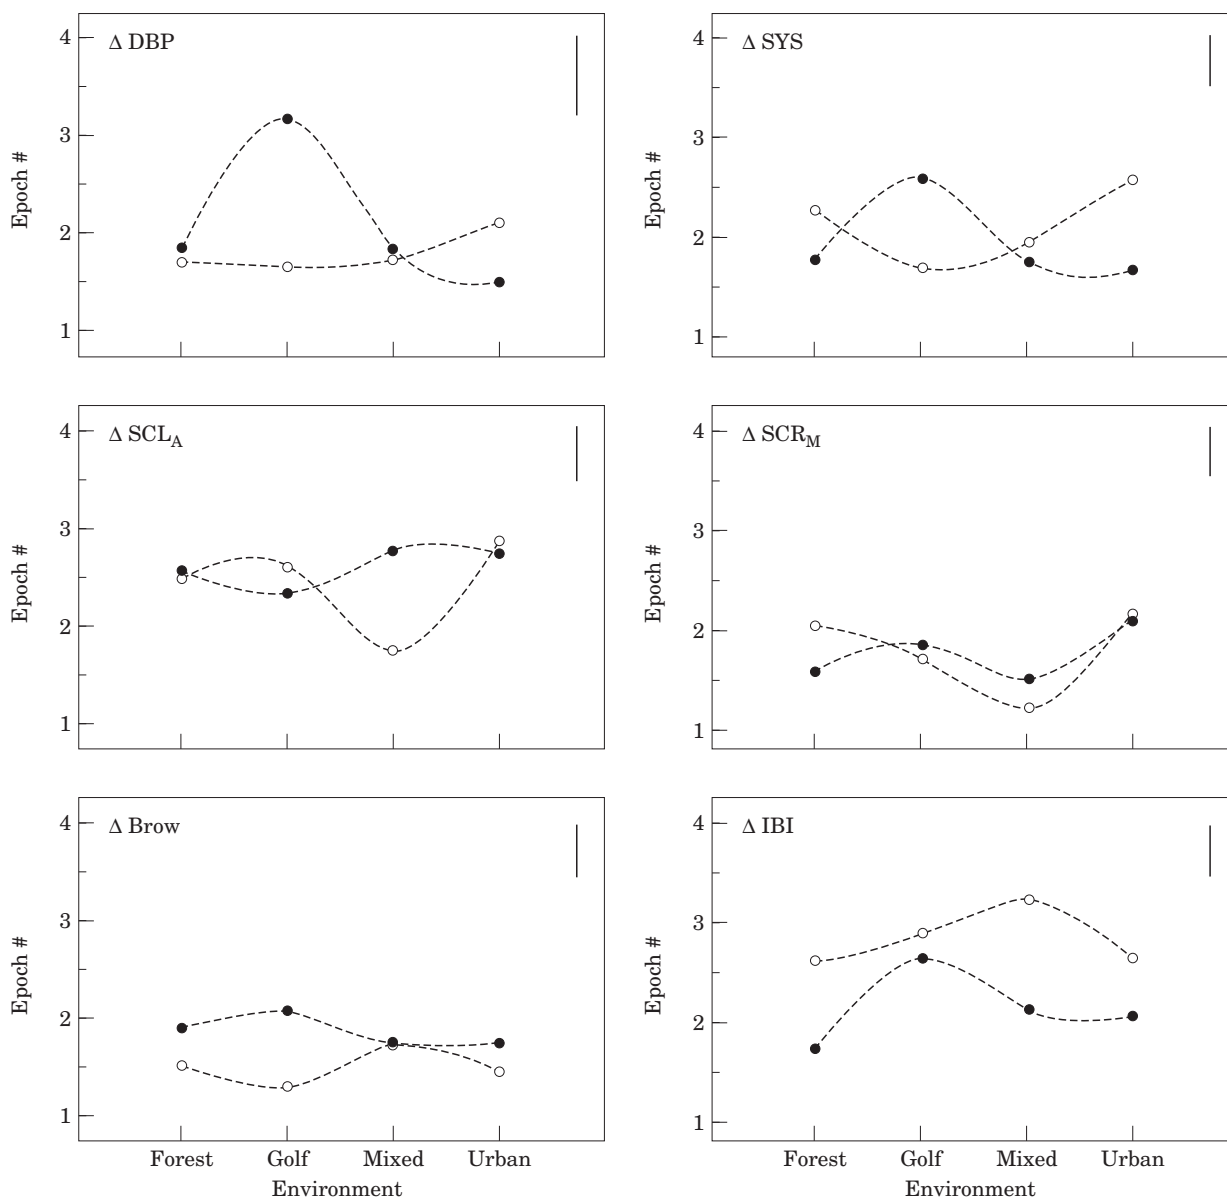 Δ DBP
4
3
2
1
Epoch #
Δ SYS
4
3
2
1
Epoch #
Δ SCL_A
4
3
2
1
Epoch #
Δ SCR_M
4
3
2
1
Epoch #
Δ Brow
4
3
2
1
Epoch #
Forest Golf Mixed Urban
Environment
Δ IBI
4
3
2
1
Epoch #
Forest Golf Mixed Urban
Environment